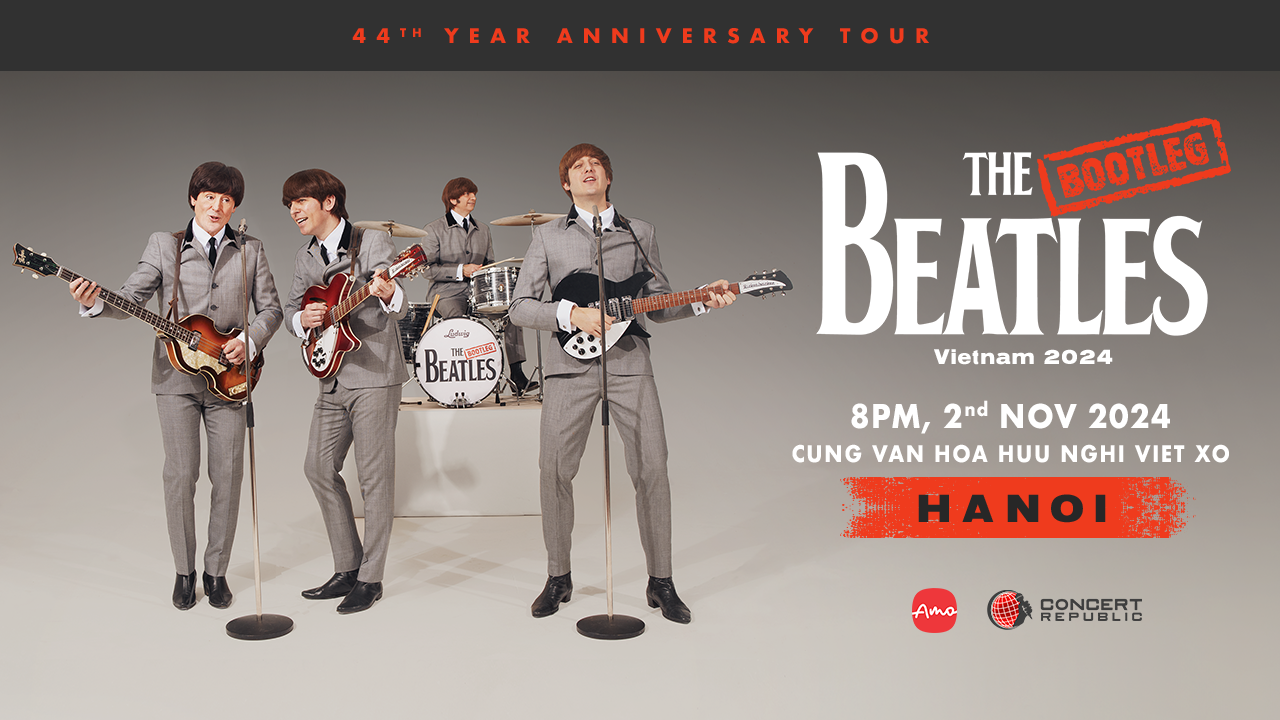 44TH YEAR ANNIVERSARY TOUR
THE BOOTLEG
BEATLES
Vietnam 2024
8PM, 2nd NOV 2024
CUNG VAN HOA HUU NGHI VIET XO
HANOI
Amo
CONCERT
REPUBLIC
Ludwig
THE BOOTLEG
BEATLES